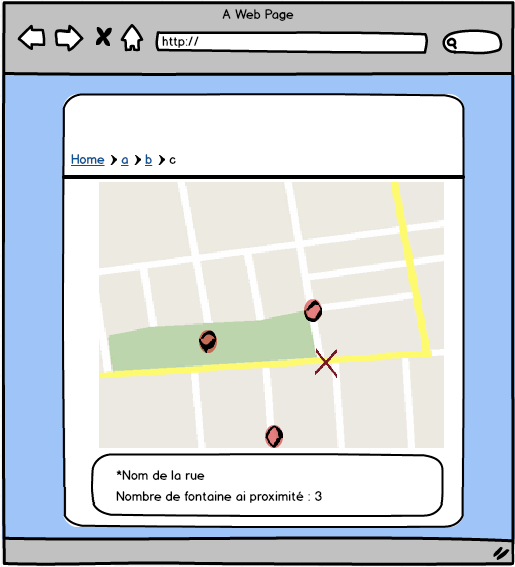 A Web Page
http://
Home a b c
*Nom de la rue
Nombre de fontaine ai proximité : 3